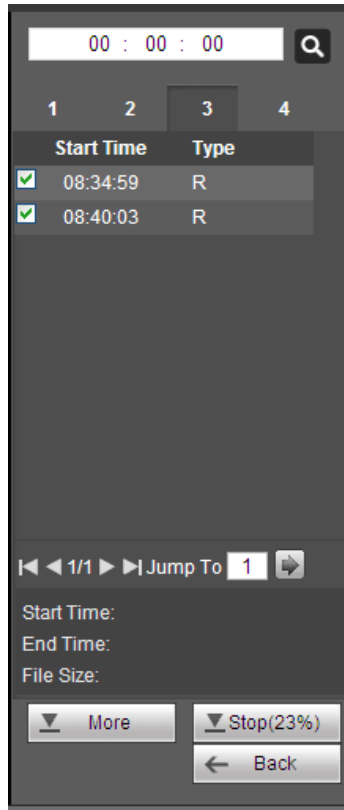 00 : 00 : 00
1 2 3 4
Start Time Type
08:34:59 R
08:40:03 R
1/1 Jump To 1
Start Time:
End Time:
File Size:
More Stop(23%)
Back